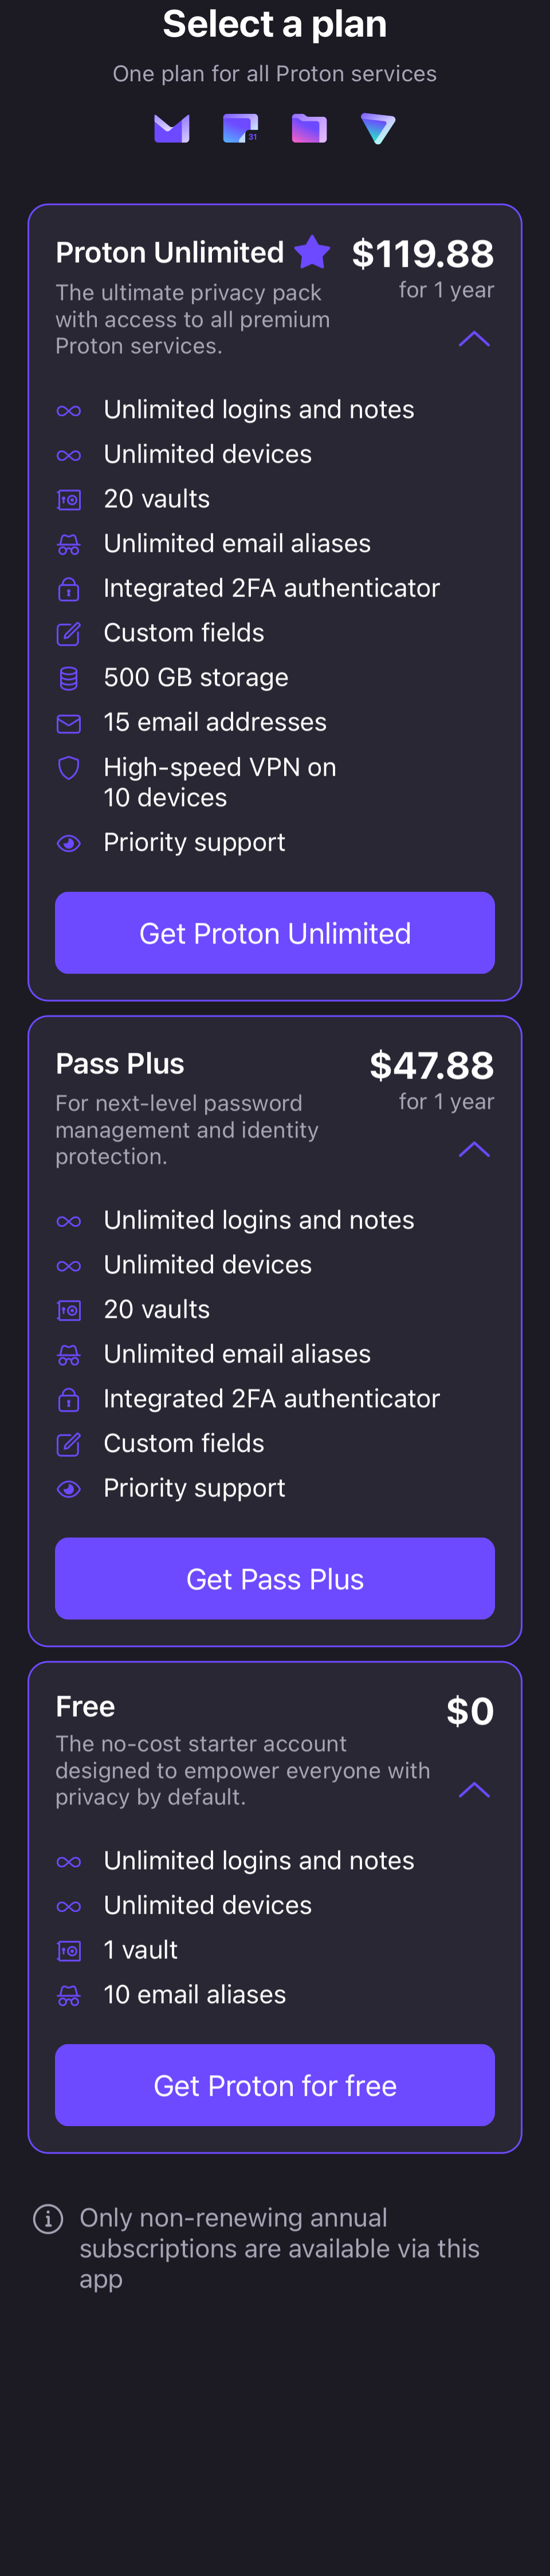 Select a plan
One plan for all Proton services
31
Proton Unlimited
$119.88
The ultimate privacy pack
with access to all premium
Proton services.
for 1 year
Unlimited logins and notes
Unlimited devices
20 vaults
Unlimited email aliases
Integrated 2FA authenticator
Custom fields
500 GB storage
15 email addresses
High-speed VPN on
10 devices
Priority support
Get Proton Unlimited
Pass Plus
$47.88
For next-level password
management and identity
protection.
for 1 year
Unlimited logins and notes
Unlimited devices
20 vaults
Unlimited email aliases
Integrated 2FA authenticator
Custom fields
Priority support
Get Pass Plus
Free
$0
The no-cost starter account
designed to empower everyone with
privacy by default.
Unlimited logins and notes
Unlimited devices
1 vault
10 email aliases
Get Proton for free
Only non-renewing annual
subscriptions are available via this
app